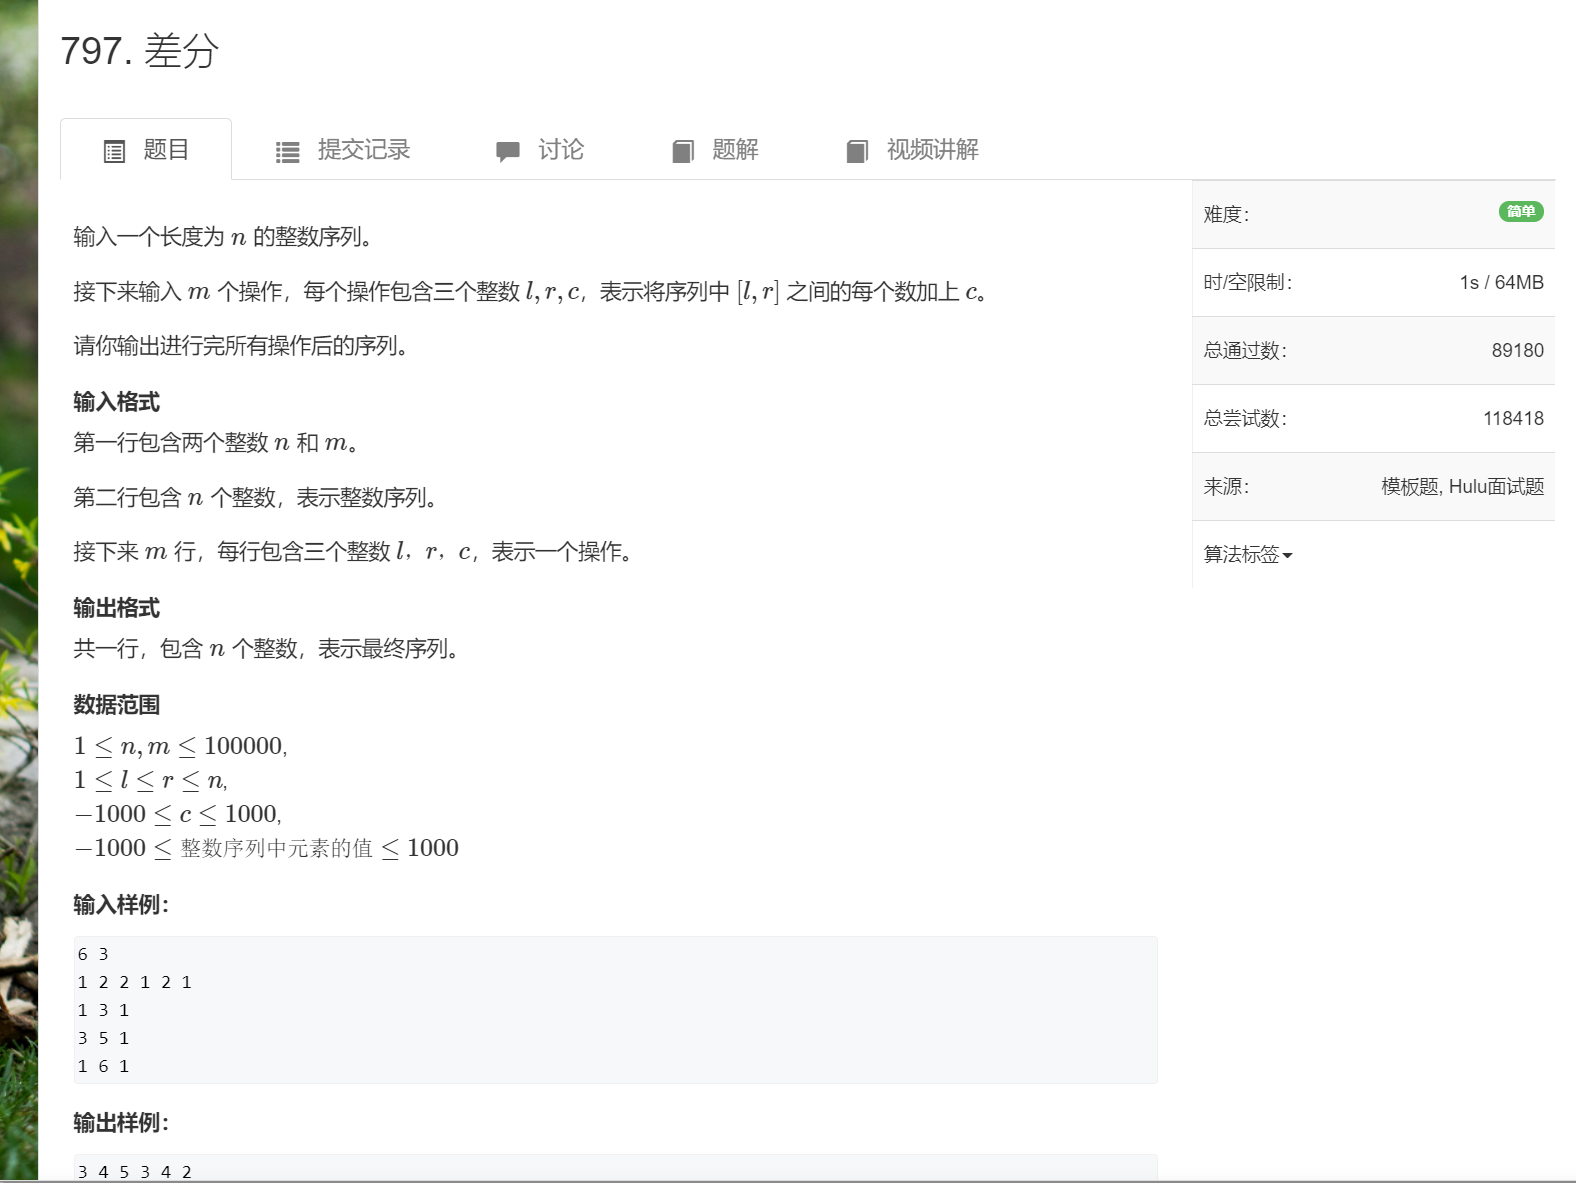 797. 差分
题目 提交记录 讨论 题解 视频讲解
输入一个长度为 n 的整数序列。
接下来输入 m 个操作，每个操作包含三个整数 l, r, c，表示将序列中 [l, r] 之间的每个数加上 c。
请你输出进行完所有操作后的序列。
输入格式
第一行包含两个整数 n 和 m。
第二行包含 n 个整数，表示整数序列。
接下来 m 行，每行包含三个整数 l，r，c，表示一个操作。
输出格式
共一行，包含 n 个整数，表示最终序列。
数据范围
1 ≤ n, m ≤ 100000,
1 ≤ l ≤ r ≤ n,
−1000 ≤ c ≤ 1000,
−1000 ≤ 整数序列中元素的值 ≤ 1000
输入样例：
6 3
1 2 2 1 2 1
1 3 1
3 5 1
1 6 1
输出样例：
3 4 5 3 4 2
难度： 简单
时/空限制： 1s / 64MB
总通过数： 89180
总尝试数： 118418
来源： 模板题, Hulu面试题
算法标签